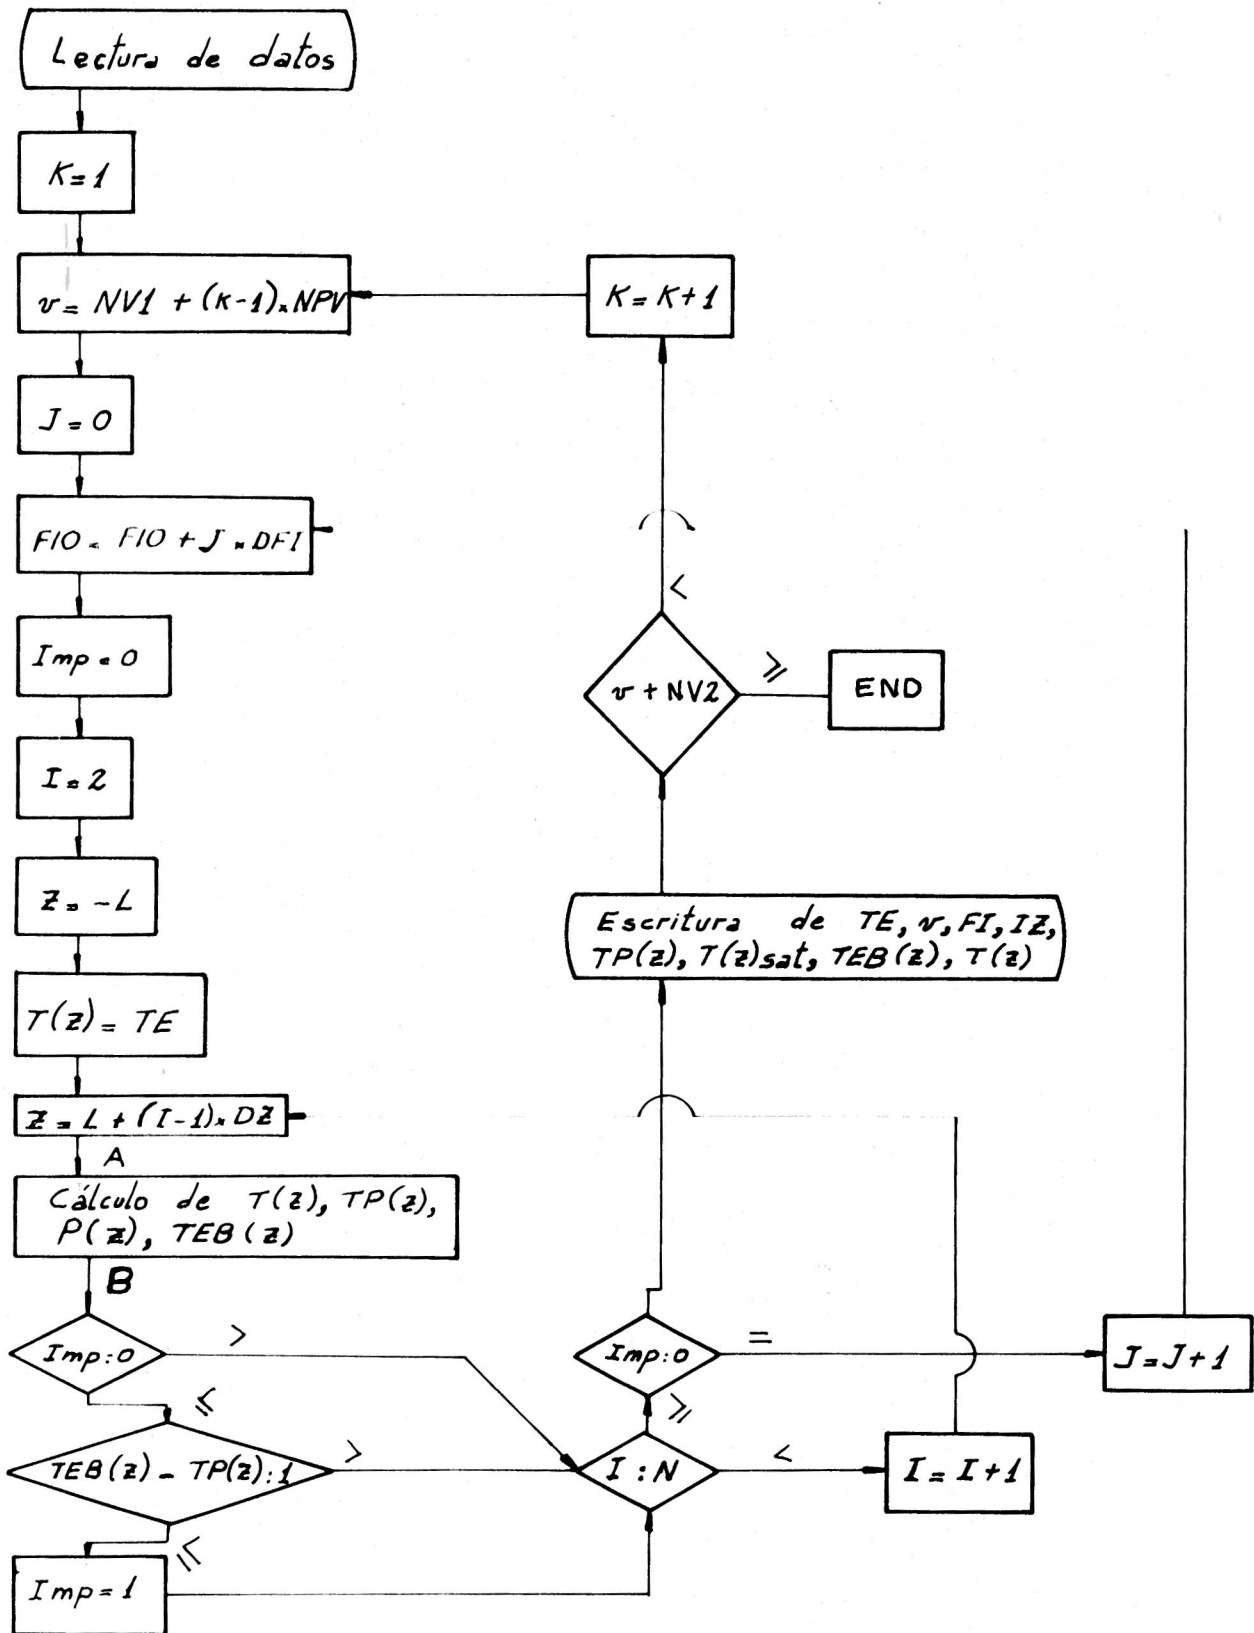 Lectura de datos
K=1
v = NV1 + (K-1)×NPV
K = K+1
J = 0
FIO = FIO + J × DFI
Imp = 0
I = 2
Z = -L
T(z) = TE
Z = L + (I-1)× DZ
A
Cálculo de T(z), TP(z),
P(z), TEB(z)
B
Imp:0
>
≤
TEB(z) - TP(z):1
>
≤
Imp = 1
I : N
<
I = I+1
≥
Imp:0
=
J = J+1
Escritura de TE, v, FI, IZ,
TP(z), T(z)sat, TEB(z), T(z)
v + NV2
≥
END
<